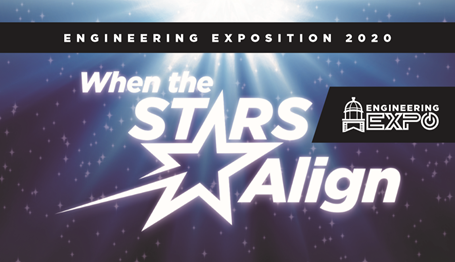 ENGINEERING EXPOSITION 2020
When the
STARS
Align
ENGINEERING
EXPO